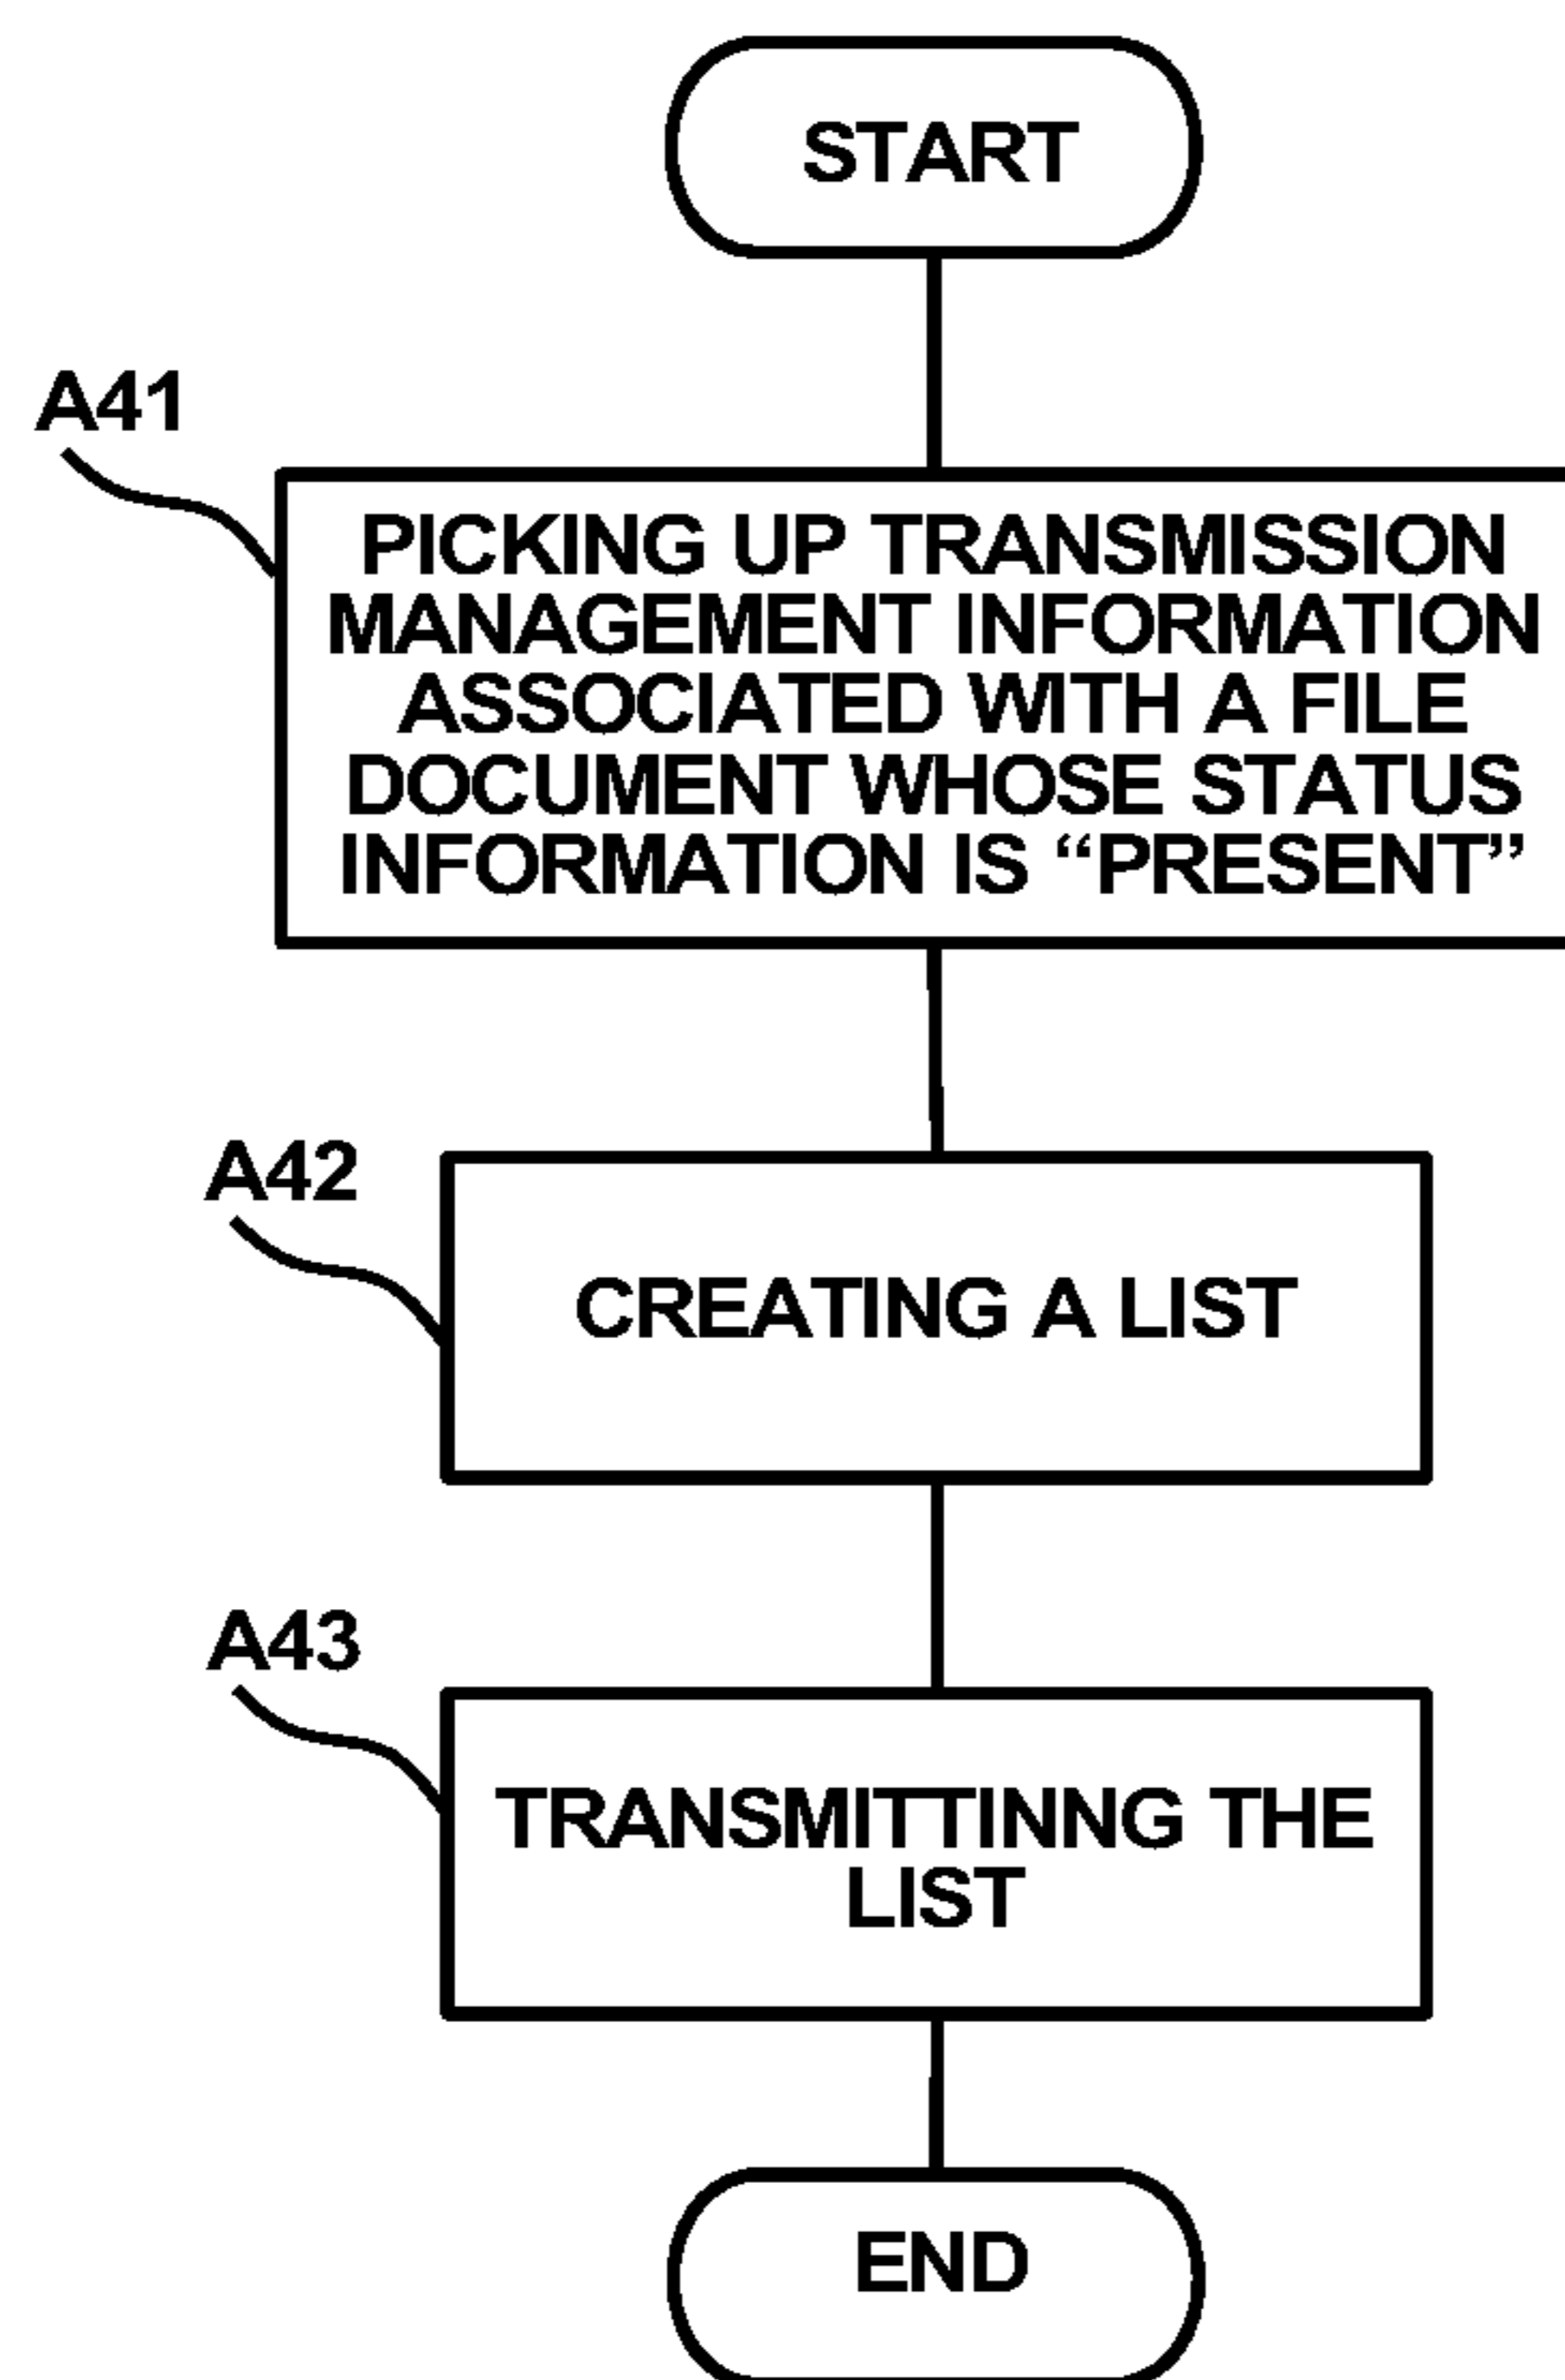 START
A41
PICKING UP TRANSMISSION
MANAGEMENT INFORMATION
ASSOCIATED WITH A FILE
DOCUMENT WHOSE STATUS
INFORMATION IS “PRESENT”
A42
CREATING A LIST
A43
TRANSMITTINNG THE
LIST
END